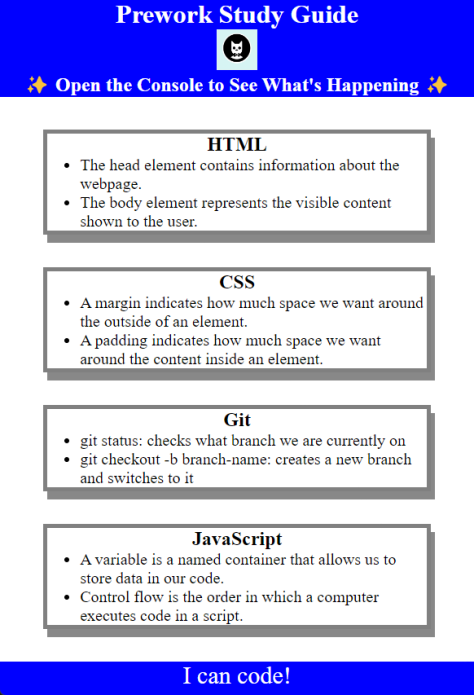 Prework Study Guide
✨ Open the Console to See What's Happening ✨
HTML
• The head element contains information about the
webpage.
• The body element represents the visible content
shown to the user.
CSS
• A margin indicates how much space we want around
the outside of an element.
• A padding indicates how much space we want
around the content inside an element.
Git
• git status: checks what branch we are currently on
• git checkout -b branch-name: creates a new branch
and switches to it
JavaScript
• A variable is a named container that allows us to
store data in our code.
• Control flow is the order in which a computer
executes code in a script.
I can code!